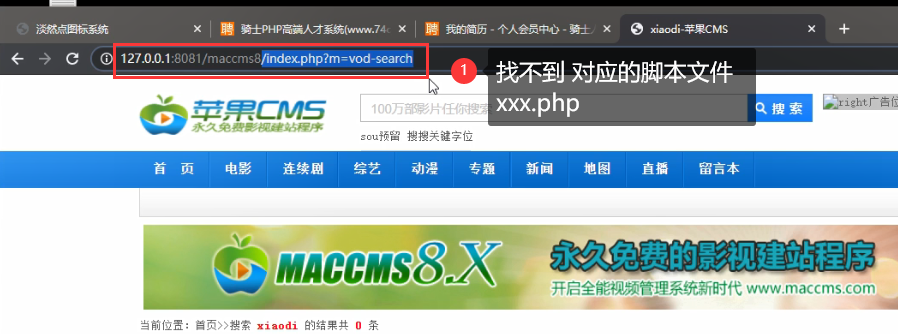 淡然点图标系统
骑士PHP高端人才系统(www.74c
我的简历 - 个人会员中心 - 骑士人
xiaodi-苹果CMS
127.0.0.1:8081/maccms8/index.php?m=vod-search
1
找不到 对应的脚本文件
xxx.php
苹果CMS
永久免费影视建站程序
100万部影片任你搜索
搜 索
right广告位
sou预留 搜搜关键字位
首 页
电影
连续剧
综艺
动漫
专题
新闻
地图
直播
留言本
MACCMS8.X
永久免费的影视建站程序
开启全能视频管理系统新时代 www.maccms.com
当前位置：首页>>搜索 xiaodi 的结果共 0 条